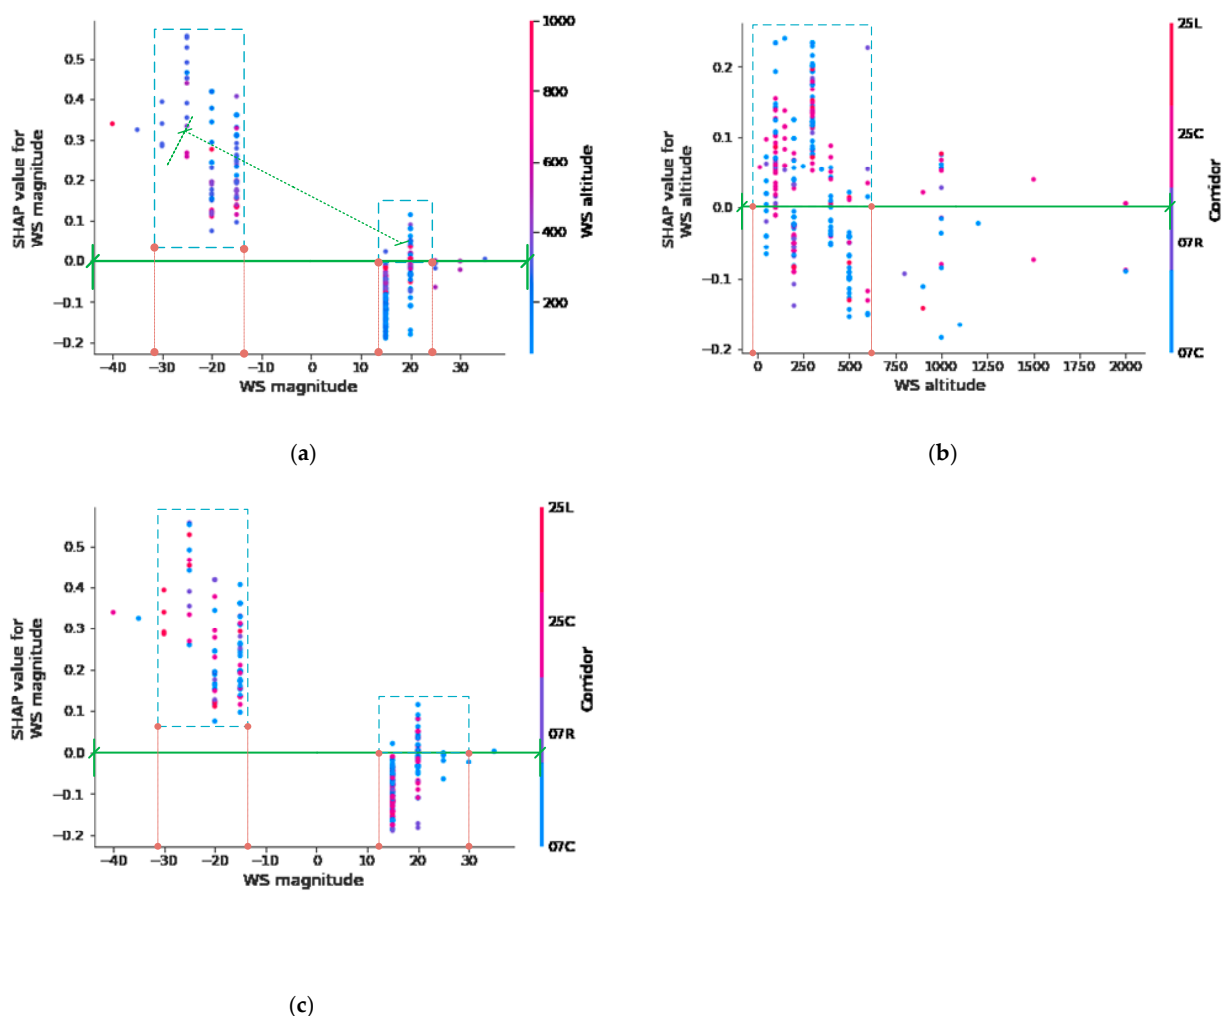 SHAP value for
WS magnitude
0.5
0.4
0.3
0.2
0.1
0.0
−0.1
−0.2
−40 −30 −20 −10 0 10 20 30
WS magnitude
1000
800
600
400
200
WS altitude
(a)
SHAP value for
WS altitude
0.2
0.1
0.0
−0.1
−0.2
0 250 500 750 1000 1250 1500 1750 2000
WS altitude
25L
25C
07R
07C
Corridor
(b)
SHAP value for
WS magnitude
0.5
0.4
0.3
0.2
0.1
0.0
−0.1
−0.2
−40 −30 −20 −10 0 10 20 30
WS magnitude
25L
25C
07R
07C
Corridor
(c)